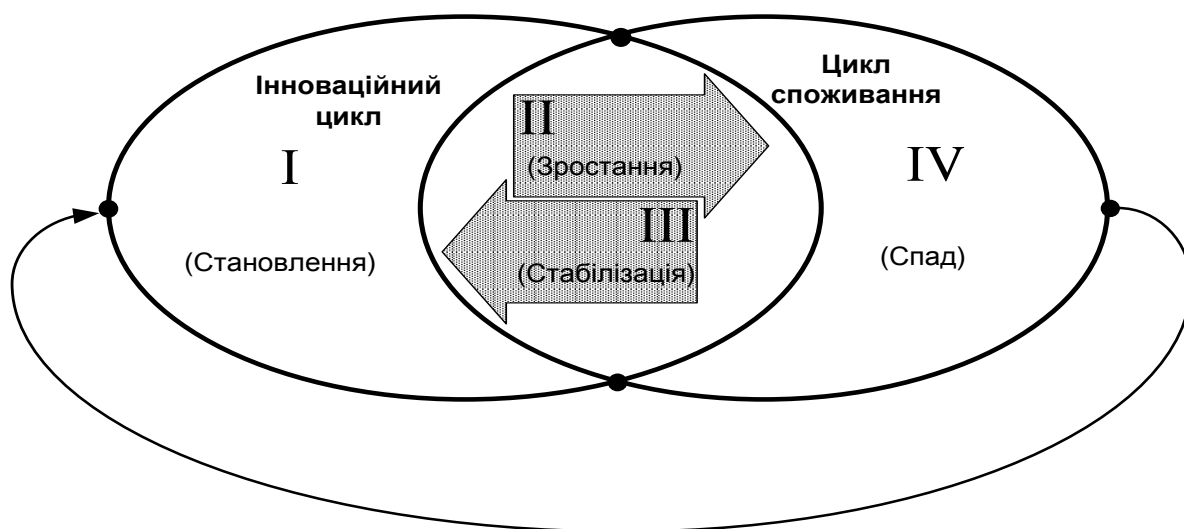 Інноваційний
цикл
I
(Становлення)
II
(Зростання)
III
(Стабілізація)
Цикл
споживання
IV
(Спад)